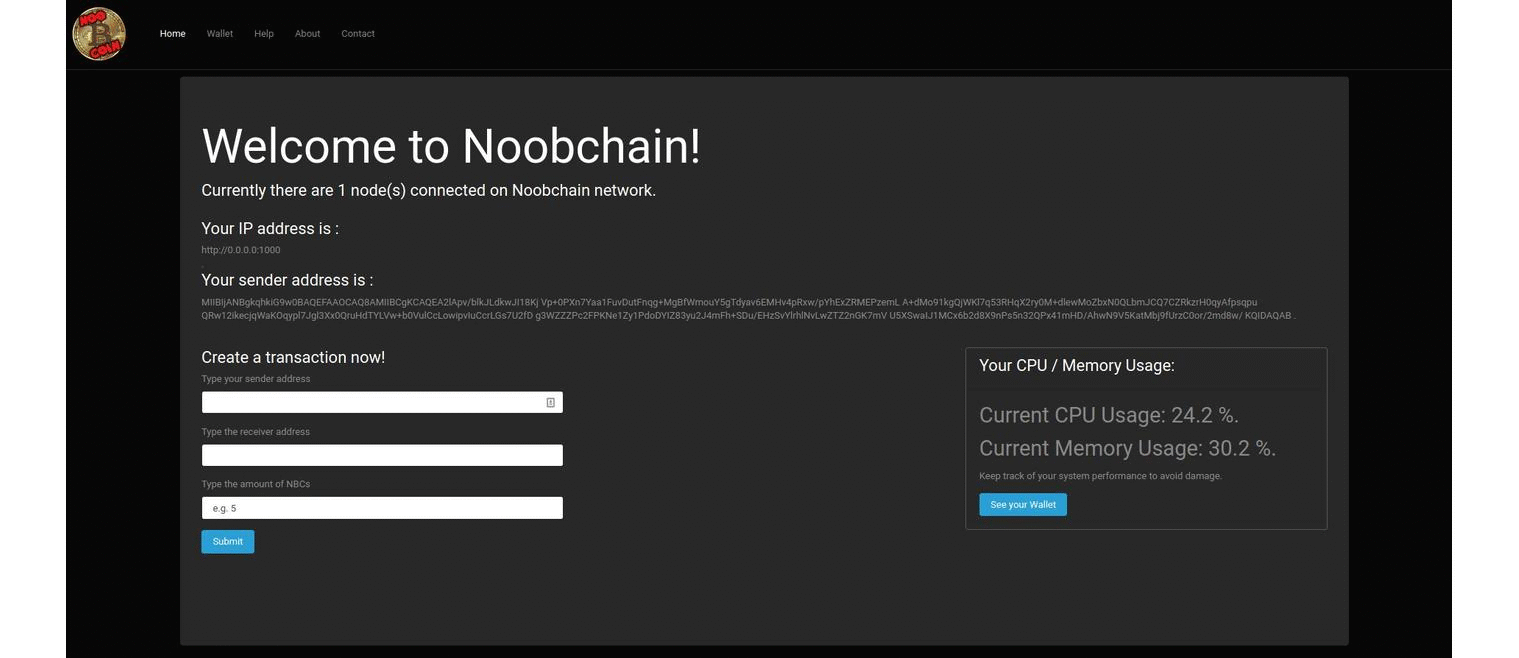 NOO
B
COIN
Home Wallet Help About Contact
Welcome to Noobchain!
Currently there are 1 node(s) connected on Noobchain network.
Your IP address is :
http://0.0.0.0:1000
Your sender address is :
MIIBIjANBgkqhkiG9w0BAQEFAAOCAQ8AMIIBCgKCAQEA2lApv/blkJLdkwJI18Kj Vp+0PXn7Yaa1FuvDutFnqg+MgBfWmouY5gTdyav6EMHv4pRxw/pYhExZRMEPzemL A+dMo91kgQjWKl7q53RHqX2ry0M+dlewMoZbxN0QLbmJCQ7CZRkzrH0qyAfpsqpu
QRw12ikecjqWaKOqypl7Jgl3Xx0QruHdTYLVw+b0VulCcLowipvIuCcrLGs7U2fD g3WZZZPc2FPKNe1Zy1PdoDYIZ83yu2J4mFh+SDu/EHzSvYlrhlNvLwZTZ2nGK7mV U5XSwaIJ1MCx6b2d8X9nPs5n32QPx41mHD/AhwN9V5KatMbj9fUrzC0or/2md8w/ KQIDAQAB .
Create a transaction now!
Type your sender address
Type the receiver address
Type the amount of NBCs
e.g. 5
Submit
Your CPU / Memory Usage:
Current CPU Usage: 24.2 %.
Current Memory Usage: 30.2 %.
Keep track of your system performance to avoid damage.
See your Wallet